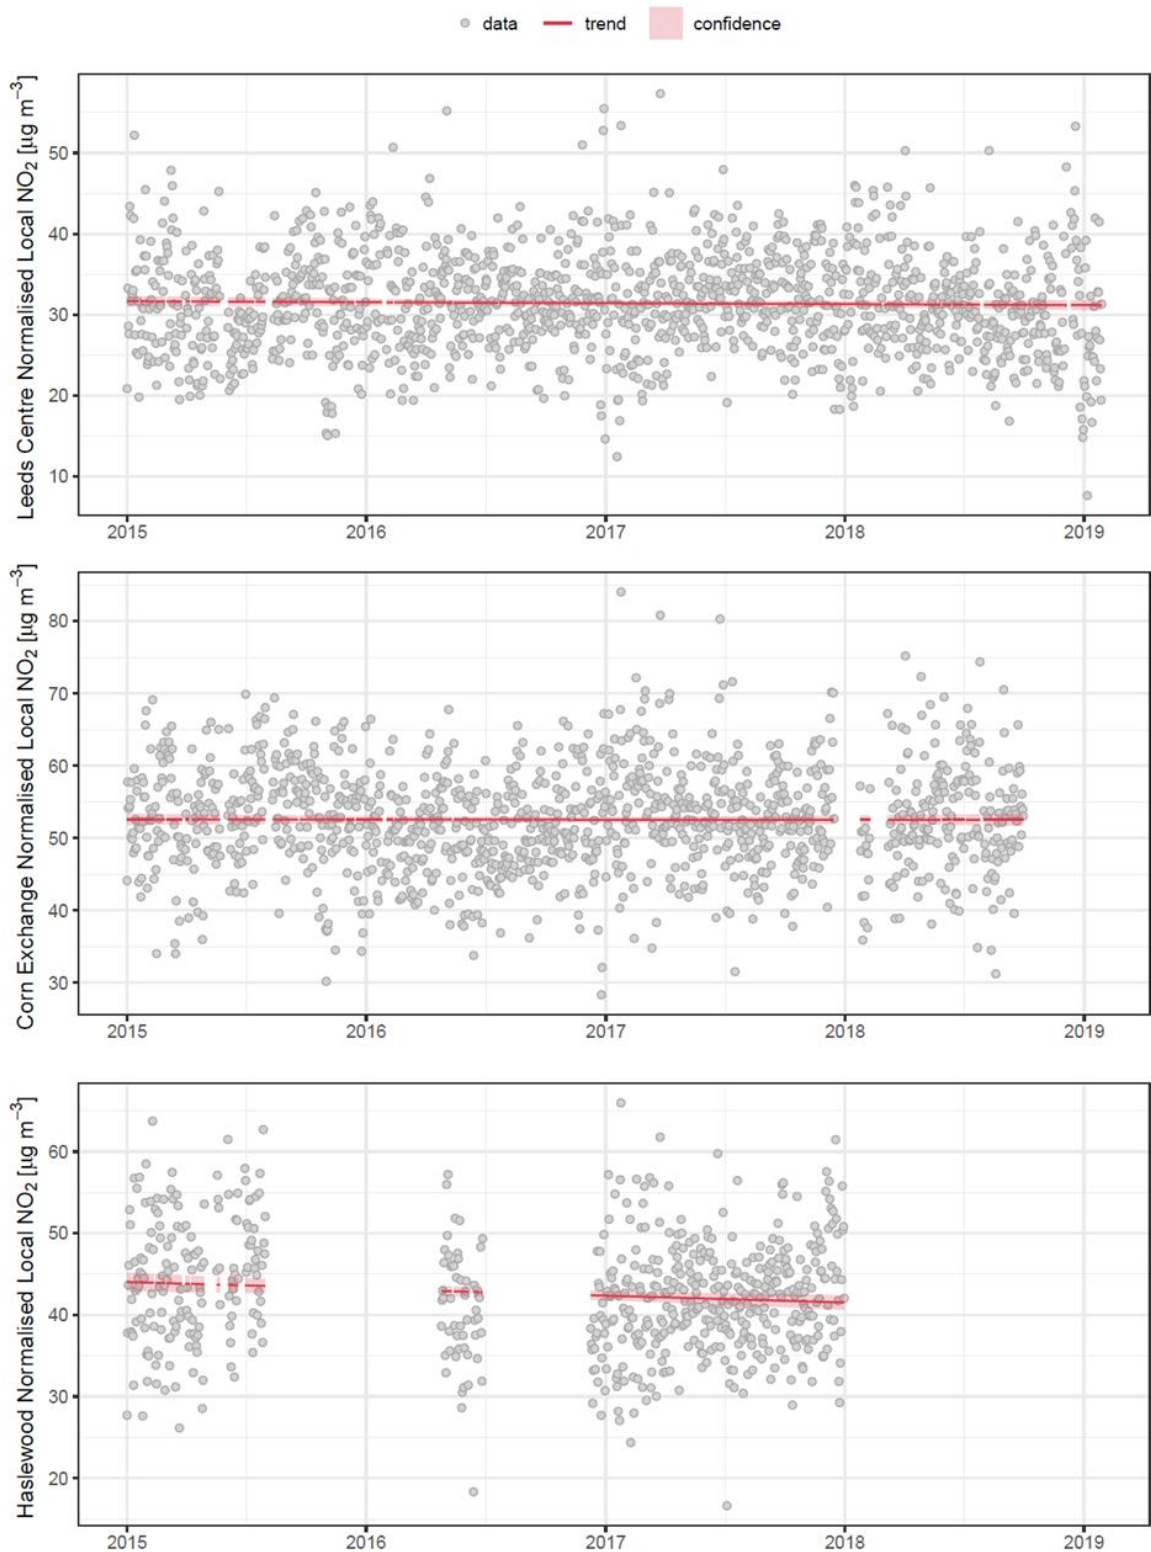 data trend confidence
Leeds Centre Normalised Local NO₂ [µg m⁻³]
50
40
30
20
10
2015 2016 2017 2018 2019
Corn Exchange Normalised Local NO₂ [µg m⁻³]
80
70
60
50
40
30
2015 2016 2017 2018 2019
Haslewood Normalised Local NO₂ [µg m⁻³]
60
50
40
30
20
2015 2016 2017 2018 2019